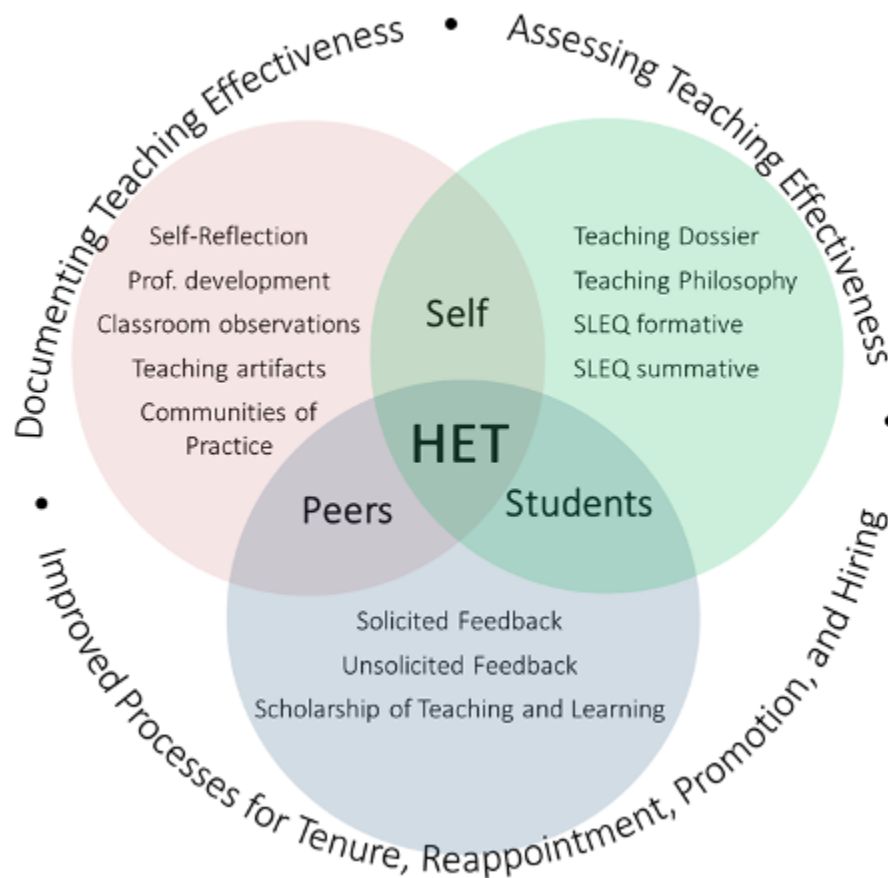 Documenting Teaching Effectiveness
•
Assessing Teaching Effectiveness
•
Self-Reflection
Prof. development
Classroom observations
Teaching artifacts
Communities of
Practice
Self
Teaching Dossier
Teaching Philosophy
SLEQ formative
SLEQ summative
HET
Peers
Students
Solicited Feedback
Unsolicited Feedback
Scholarship of Teaching and Learning
•
Improved Processes for Tenure, Reappointment, Promotion, and Hiring